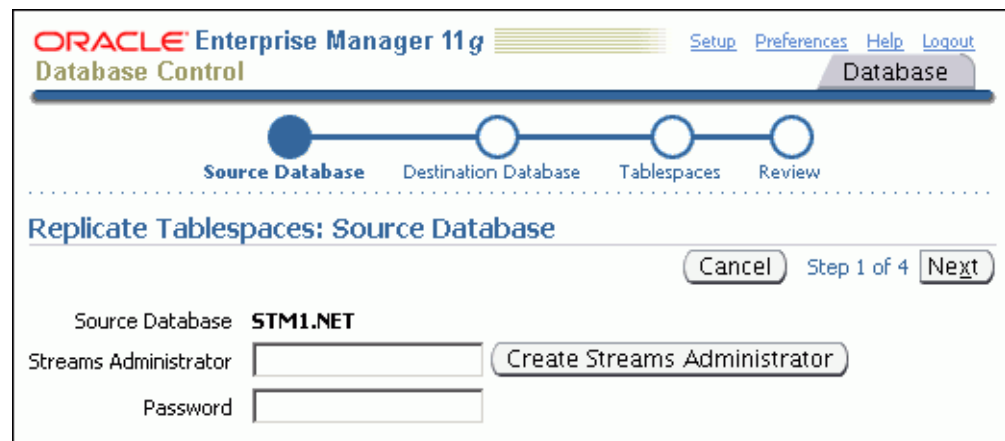 ORACLE Enterprise Manager 11g Setup Preferences Help Logout
Database Control Database
Source Database Destination Database Tablespaces Review
Replicate Tablespaces: Source Database
Cancel Step 1 of 4 Next
Source Database STM1.NET
Streams Administrator Create Streams Administrator
Password